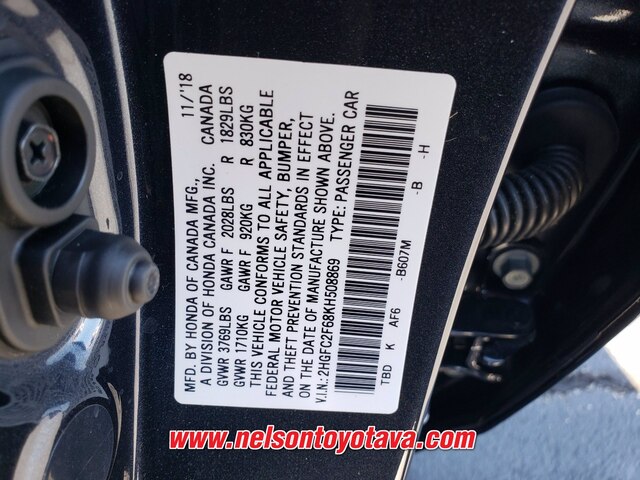 MFD. BY HONDA OF CANADA MFG., 11/'18
A DIVISION OF HONDA CANADA INC. CANADA
GVWR 3769LBS GAWR F 2028LBS R 1829LBS
GVWR 1710KG GAWR F 920KG R 830KG
THIS VEHICLE CONFORMS TO ALL APPLICABLE
FEDERAL MOTOR VEHICLE SAFETY, BUMPER,
AND THEFT PREVENTION STANDARDS IN EFFECT
ON THE DATE OF MANUFACTURE SHOWN ABOVE.
V.I.N.: 2HGFC2F68KH508869 TYPE: PASSENGER CAR
TBD K AF6 -B607M -B -H
www.nelsontoyotava.com